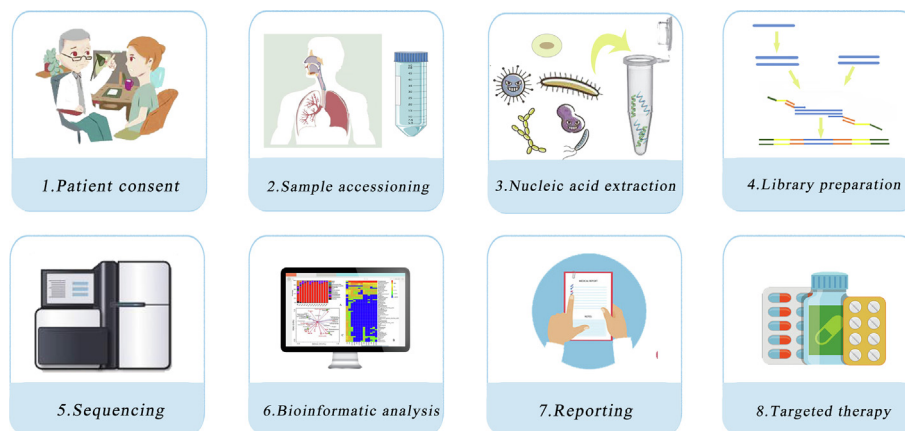 1.Patient consent
2.Sample accessioning
3.Nucleic acid extraction
4.Library preparation
5.Sequencing
6.Bioinformatic analysis
7.Reporting
8.Targeted therapy